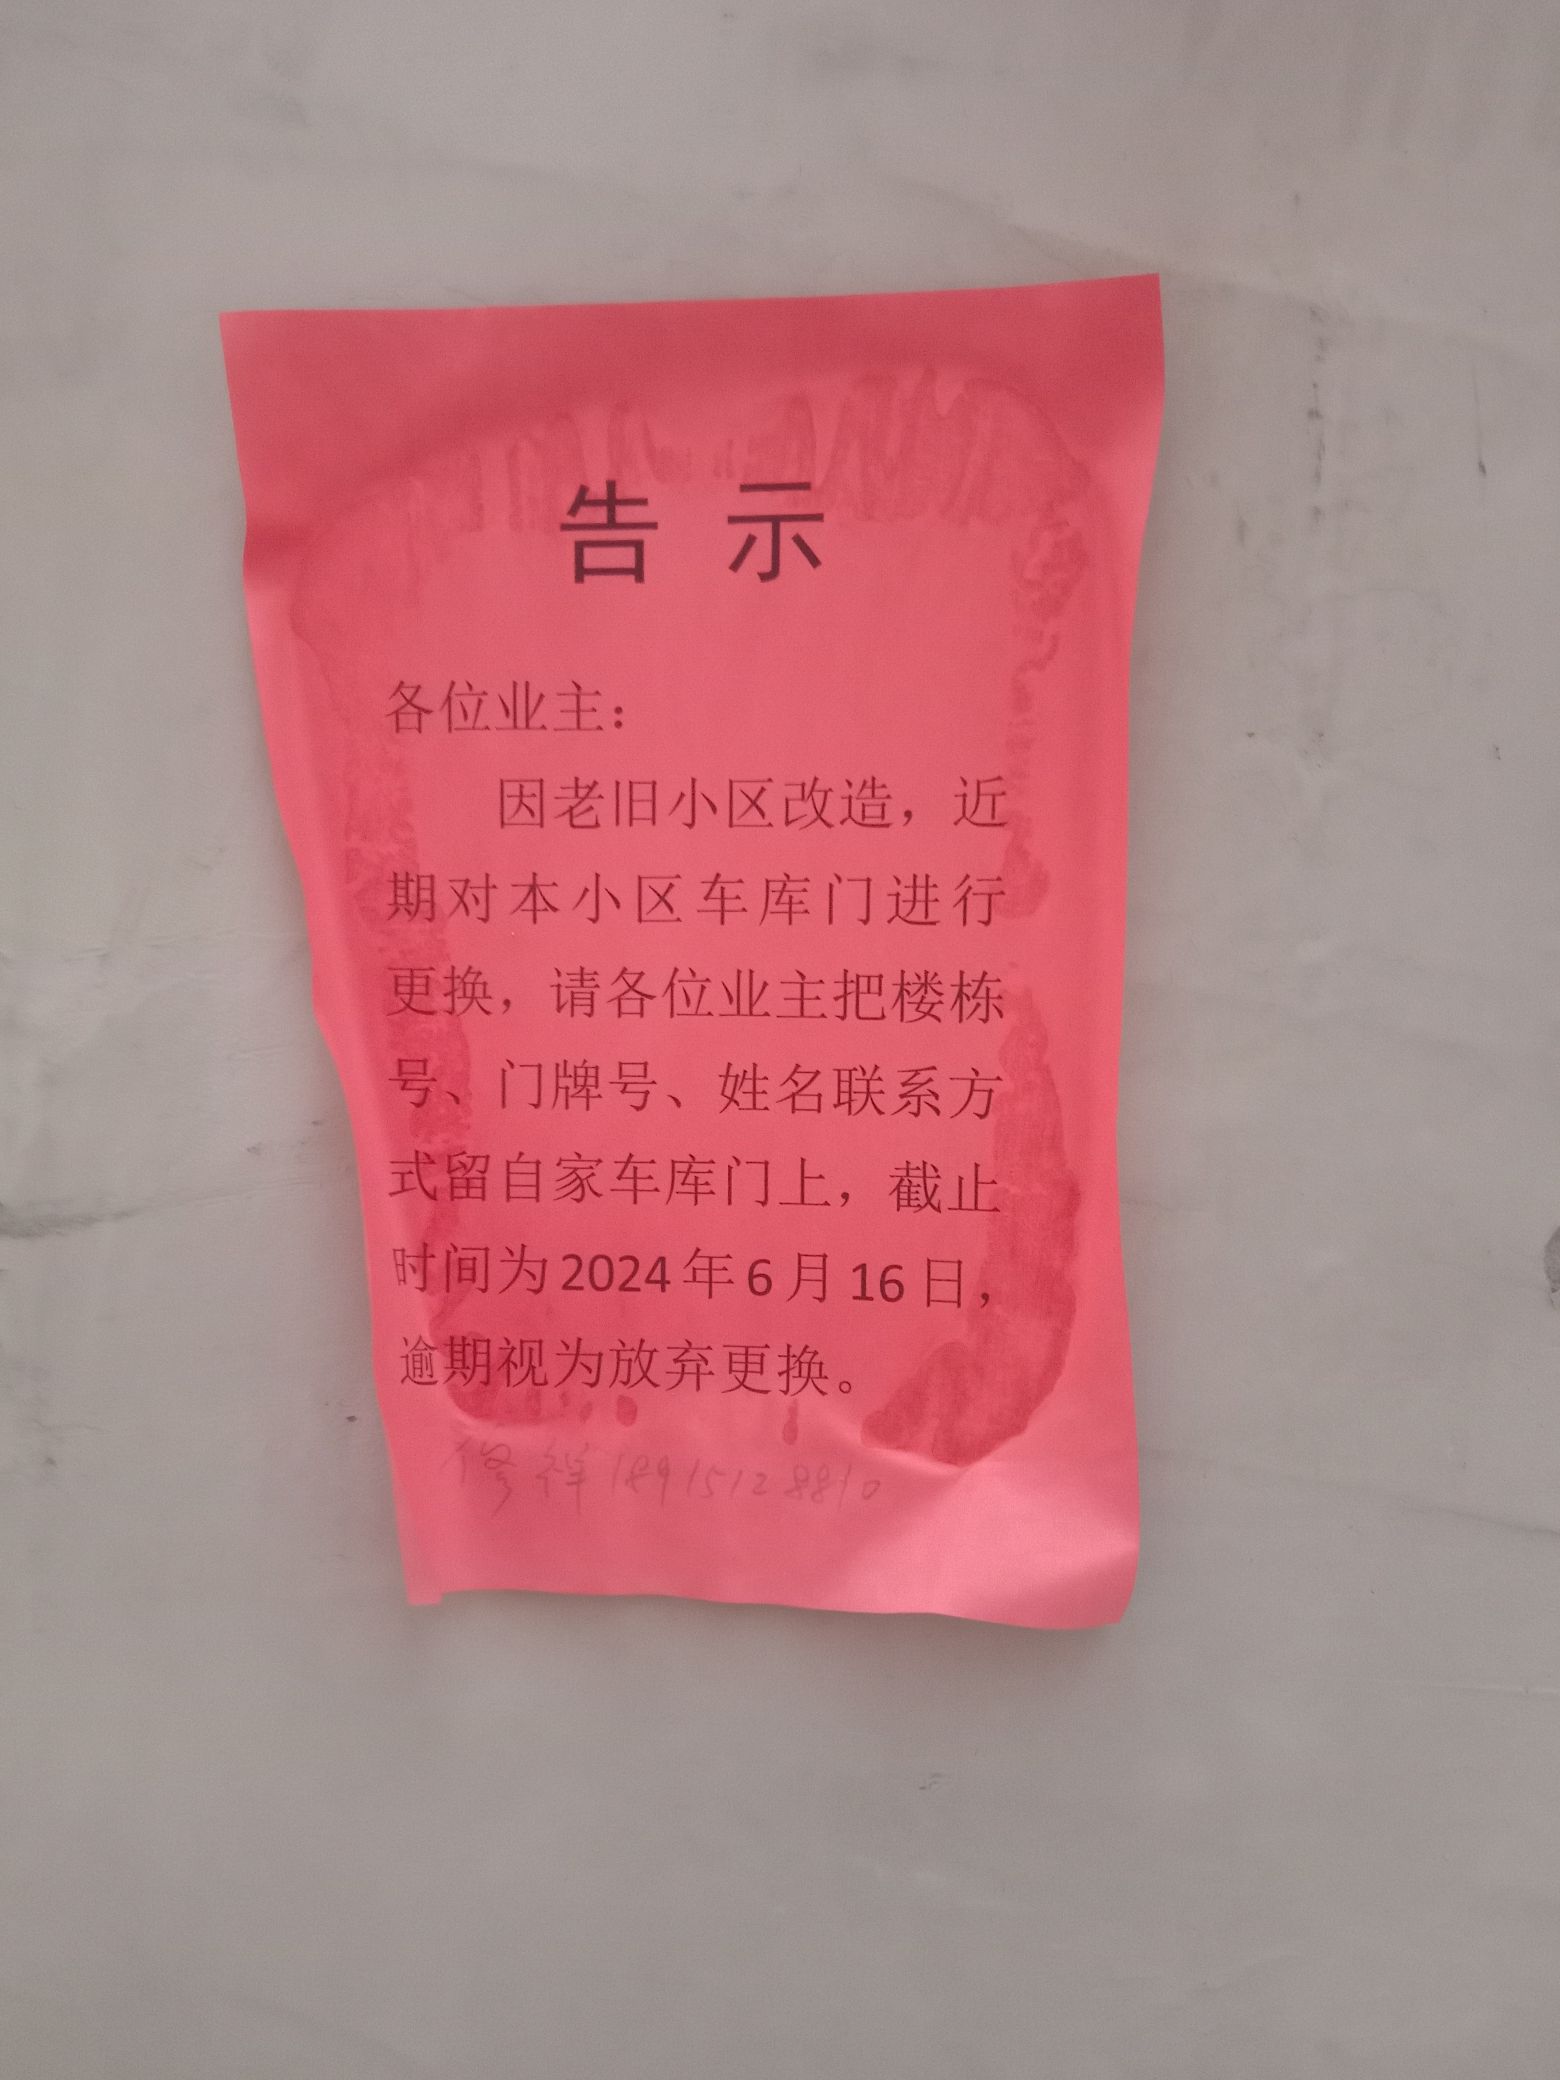 告 示
各位业主：
因老旧小区改造，近
期对本小区车库门进行
更换，请各位业主把楼栋
号、门牌号、姓名联系方
式留自家车库门上，截止
时间为2024年6月16日，
逾期视为放弃更换。
修祥 18915128810